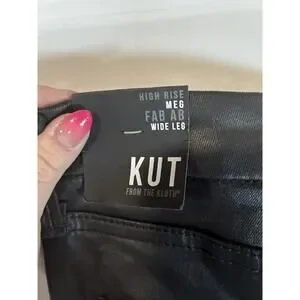 HIGH RISE
MEG
FAB AB
WIDE LEG
KUT
FROM THE KLOTH®